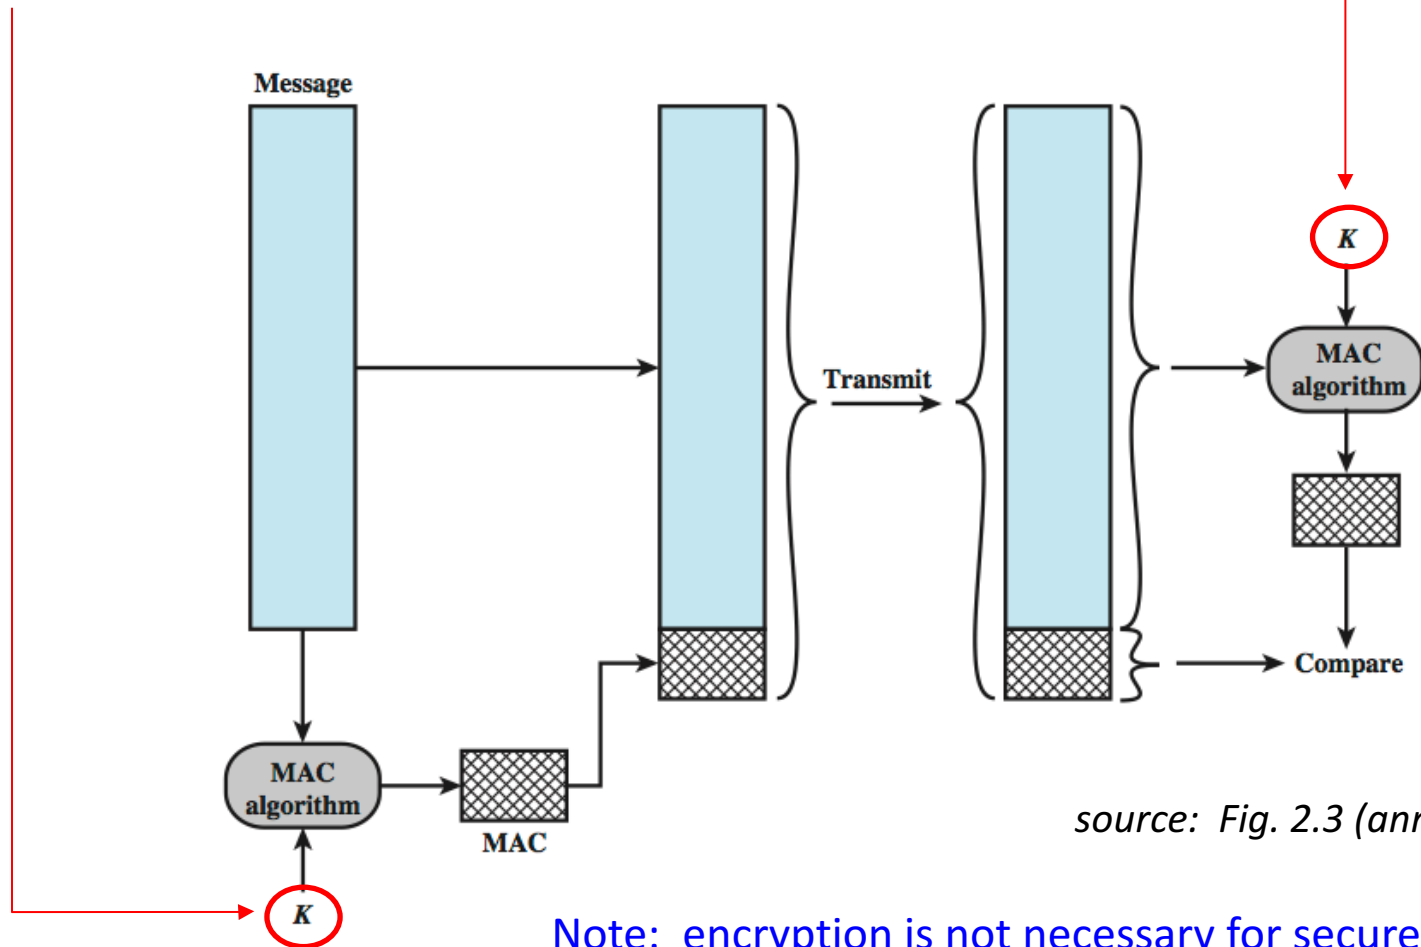 Message
K
MAC
algorithm
Transmit
Compare
MAC
algorithm
MAC
K
source: Fig. 2.3
Note: encryption is not necessary for secure